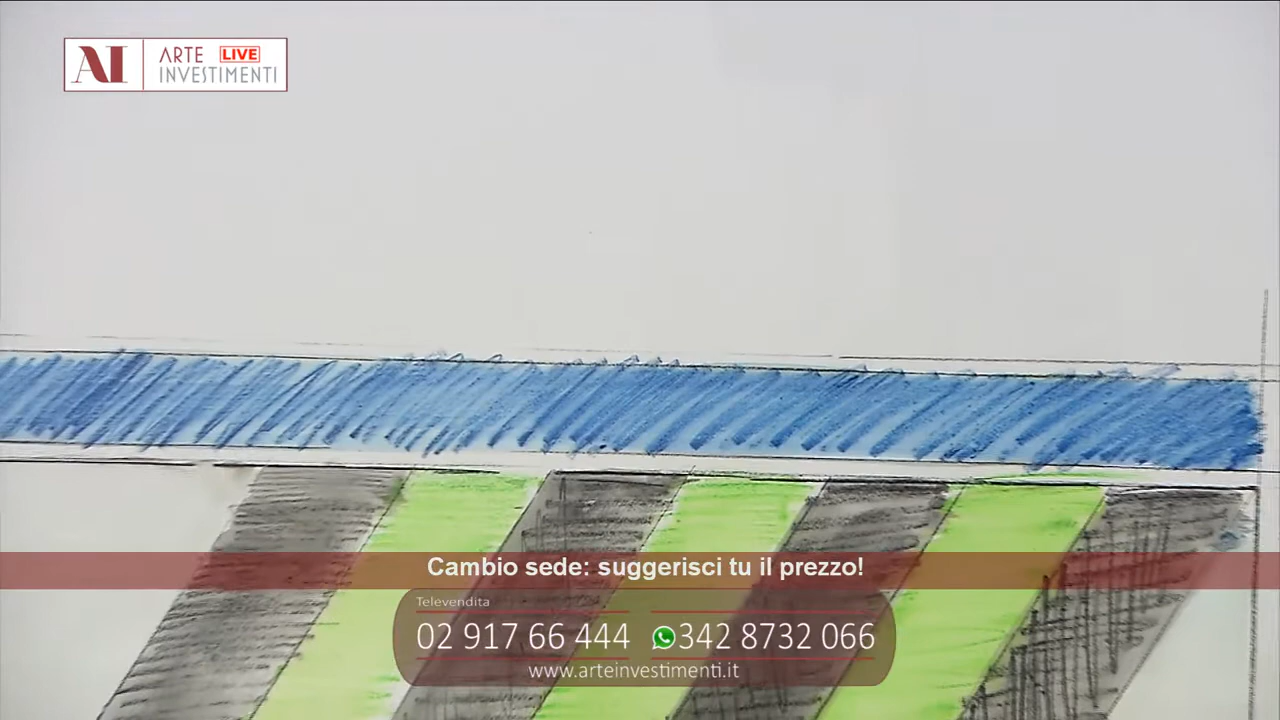 AI ARTE LIVE
INVESTIMENTI
Cambio sede: suggerisci tu il prezzo!
Televendita
02 917 66 444 342 8732 066
www.arteinvestimenti.it